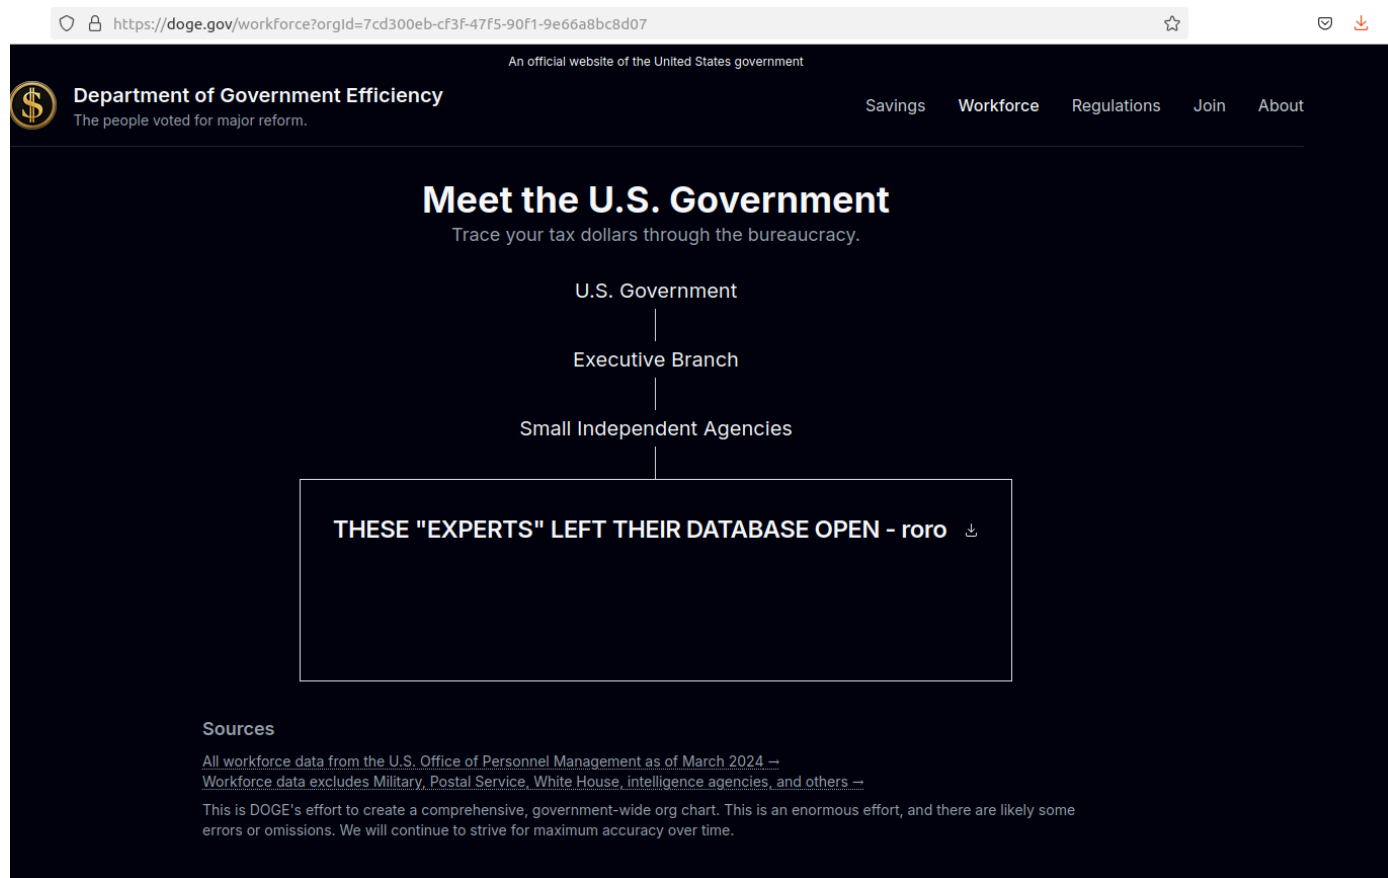 https://doge.gov/workforce?orgId=7cd300eb-cf3f-47f5-90f1-9e66a8bc8d07
An official website of the United States government
Department of Government Efficiency
The people voted for major reform.
Savings Workforce Regulations Join About
Meet the U.S. Government
Trace your tax dollars through the bureaucracy.
U.S. Government
Executive Branch
Small Independent Agencies
THESE "EXPERTS" LEFT THEIR DATABASE OPEN - roro
Sources
All workforce data from the U.S. Office of Personnel Management as of March 2024 →
Workforce data excludes Military, Postal Service, White House, intelligence agencies, and others →
This is DOGE's effort to create a comprehensive, government-wide org chart. This is an enormous effort, and there are likely some
errors or omissions. We will continue to strive for maximum accuracy over time.